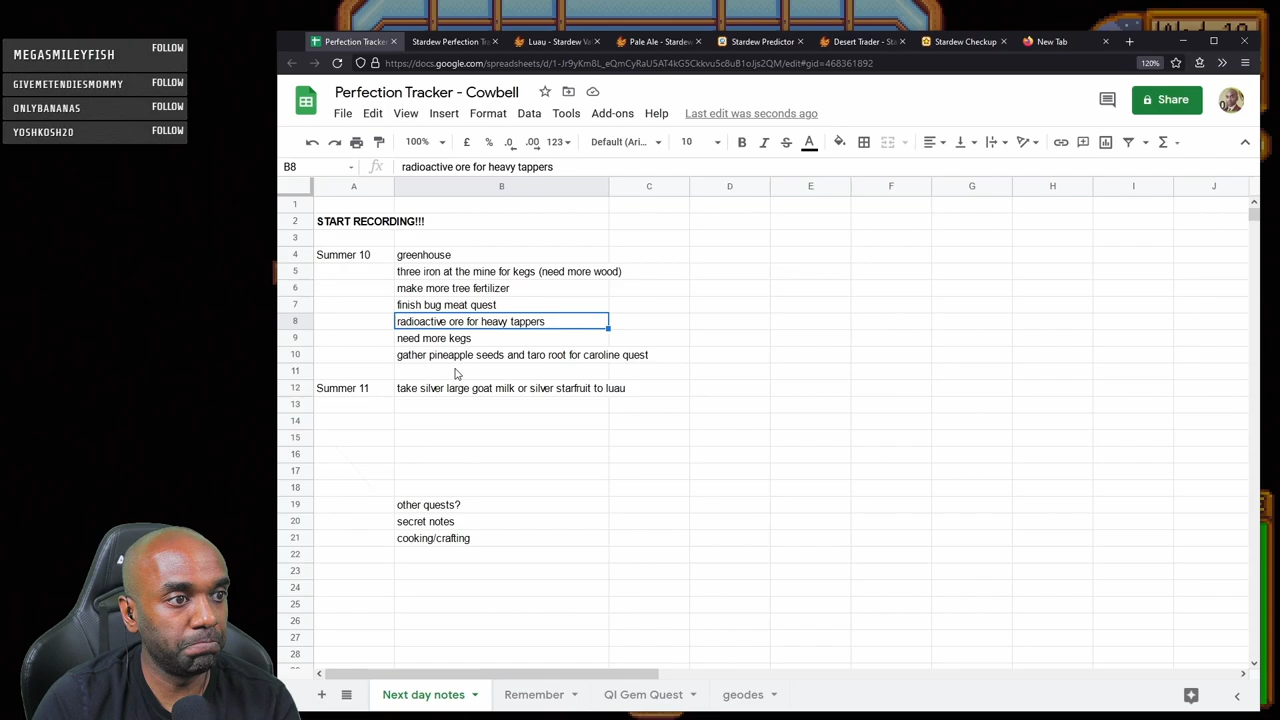 MEGASMILEYFISH FOLLOW
GIVEMETENDIESMOMMY FOLLOW
ONLYBANANAS FOLLOW
YOSHKOSH20 FOLLOW
Perfection Tracker
Stardew Perfection Tra
Luau - Stardew Va
Pale Ale - Stardew
Stardew Predictor
Desert Trader - Sta
Stardew Checkup
New Tab
https://docs.google.com/spreadsheets/d/1-Jr9yKm8L_eQmCyRaU5AT4kG5Ckkvu5c8uB1oJjs2QM/edit#gid=468361892
120%
Perfection Tracker - Cowbell
Share
File Edit View Insert Format Data Tools Add-ons Help Last edit was seconds ago
100% £ % .0 .00 123 Default (Ari... 10 B I S A
B8 fx radioactive ore for heavy tappers
A B C D E F G H I J
1
2 START RECORDING!!!
3
4 Summer 10 greenhouse
5 three iron at the mine for kegs (need more wood)
6 make more tree fertilizer
7 finish bug meat quest
8 radioactive ore for heavy tappers
9 need more kegs
10 gather pineapple seeds and taro root for caroline quest
11
12 Summer 11 take silver large goat milk or silver starfruit to luau
13
14
15
16
17
18
19 other quests?
20 secret notes
21 cooking/crafting
22
23
24
25
26
27
28
Next day notes Remember QI Gem Quest geodes